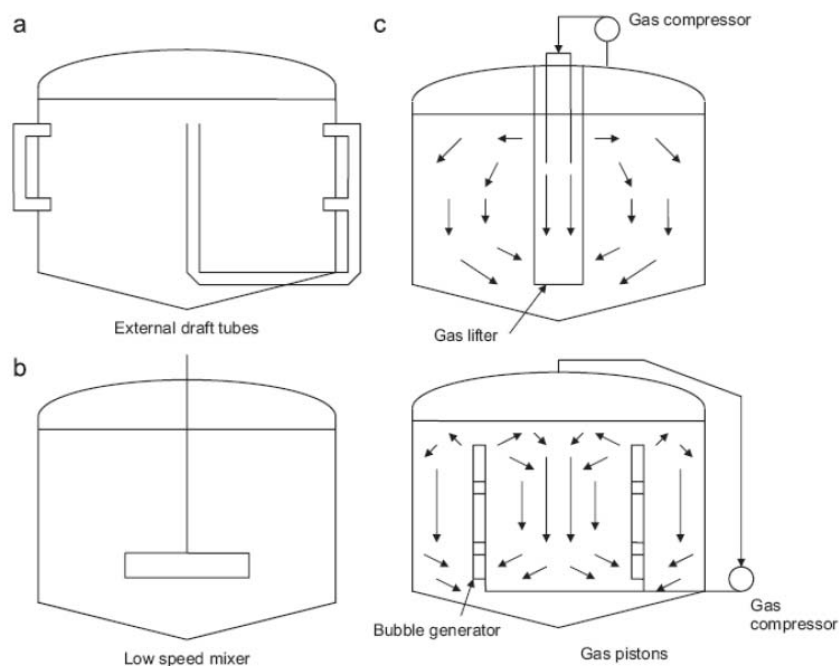 a
External draft tubes
b
Low speed mixer
c
Gas compressor
Gas lifter
Bubble generator
Gas
compressor
Gas pistons